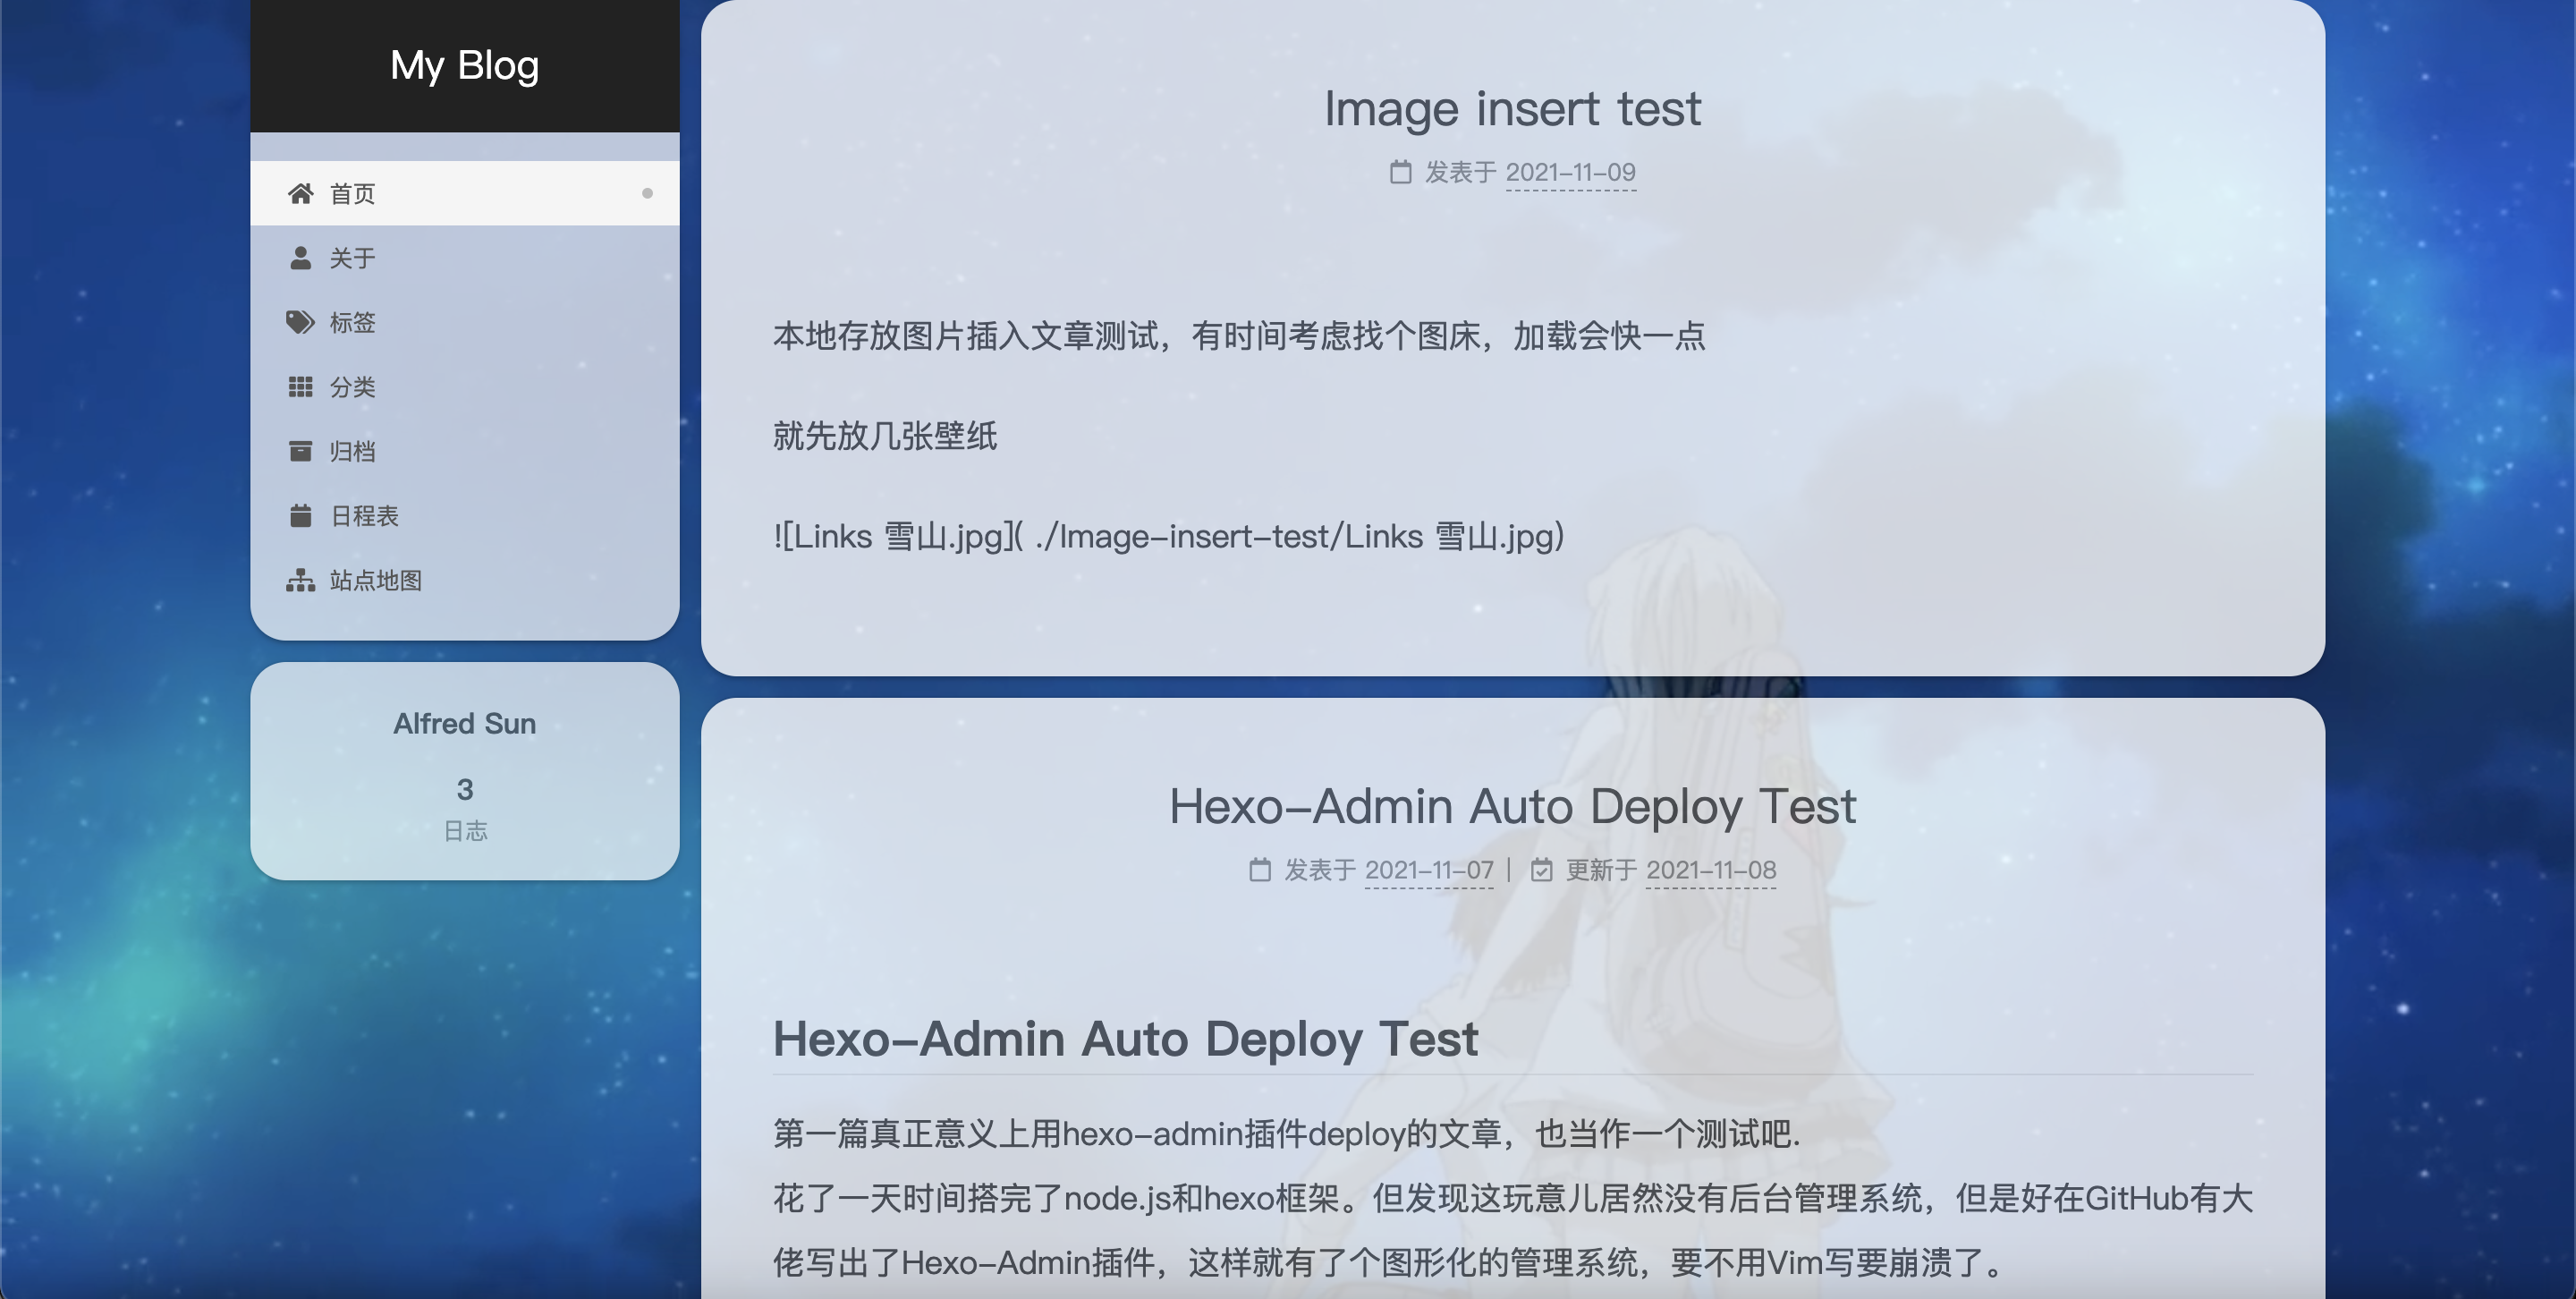 My Blog
首页
关于
标签
分类
归档
日程表
站点地图
Alfred Sun
3
日志
Image insert test
发表于 2021-11-09
本地存放图片插入文章测试，有时间考虑找个图床，加载会快一点
就先放几张壁纸
![Links 雪山.jpg]( ./Image-insert-test/Links 雪山.jpg)
Hexo-Admin Auto Deploy Test
发表于 2021-11-07 | 更新于 2021-11-08
Hexo-Admin Auto Deploy Test
第一篇真正意义上用hexo-admin插件deploy的文章，也当作一个测试吧.
花了一天时间搭完了node.js和hexo框架。但发现这玩意儿居然没有后台管理系统，但是好在GitHub有大
佬写出了Hexo-Admin插件，这样就有了个图形化的管理系统，要不用Vim写要崩溃了。